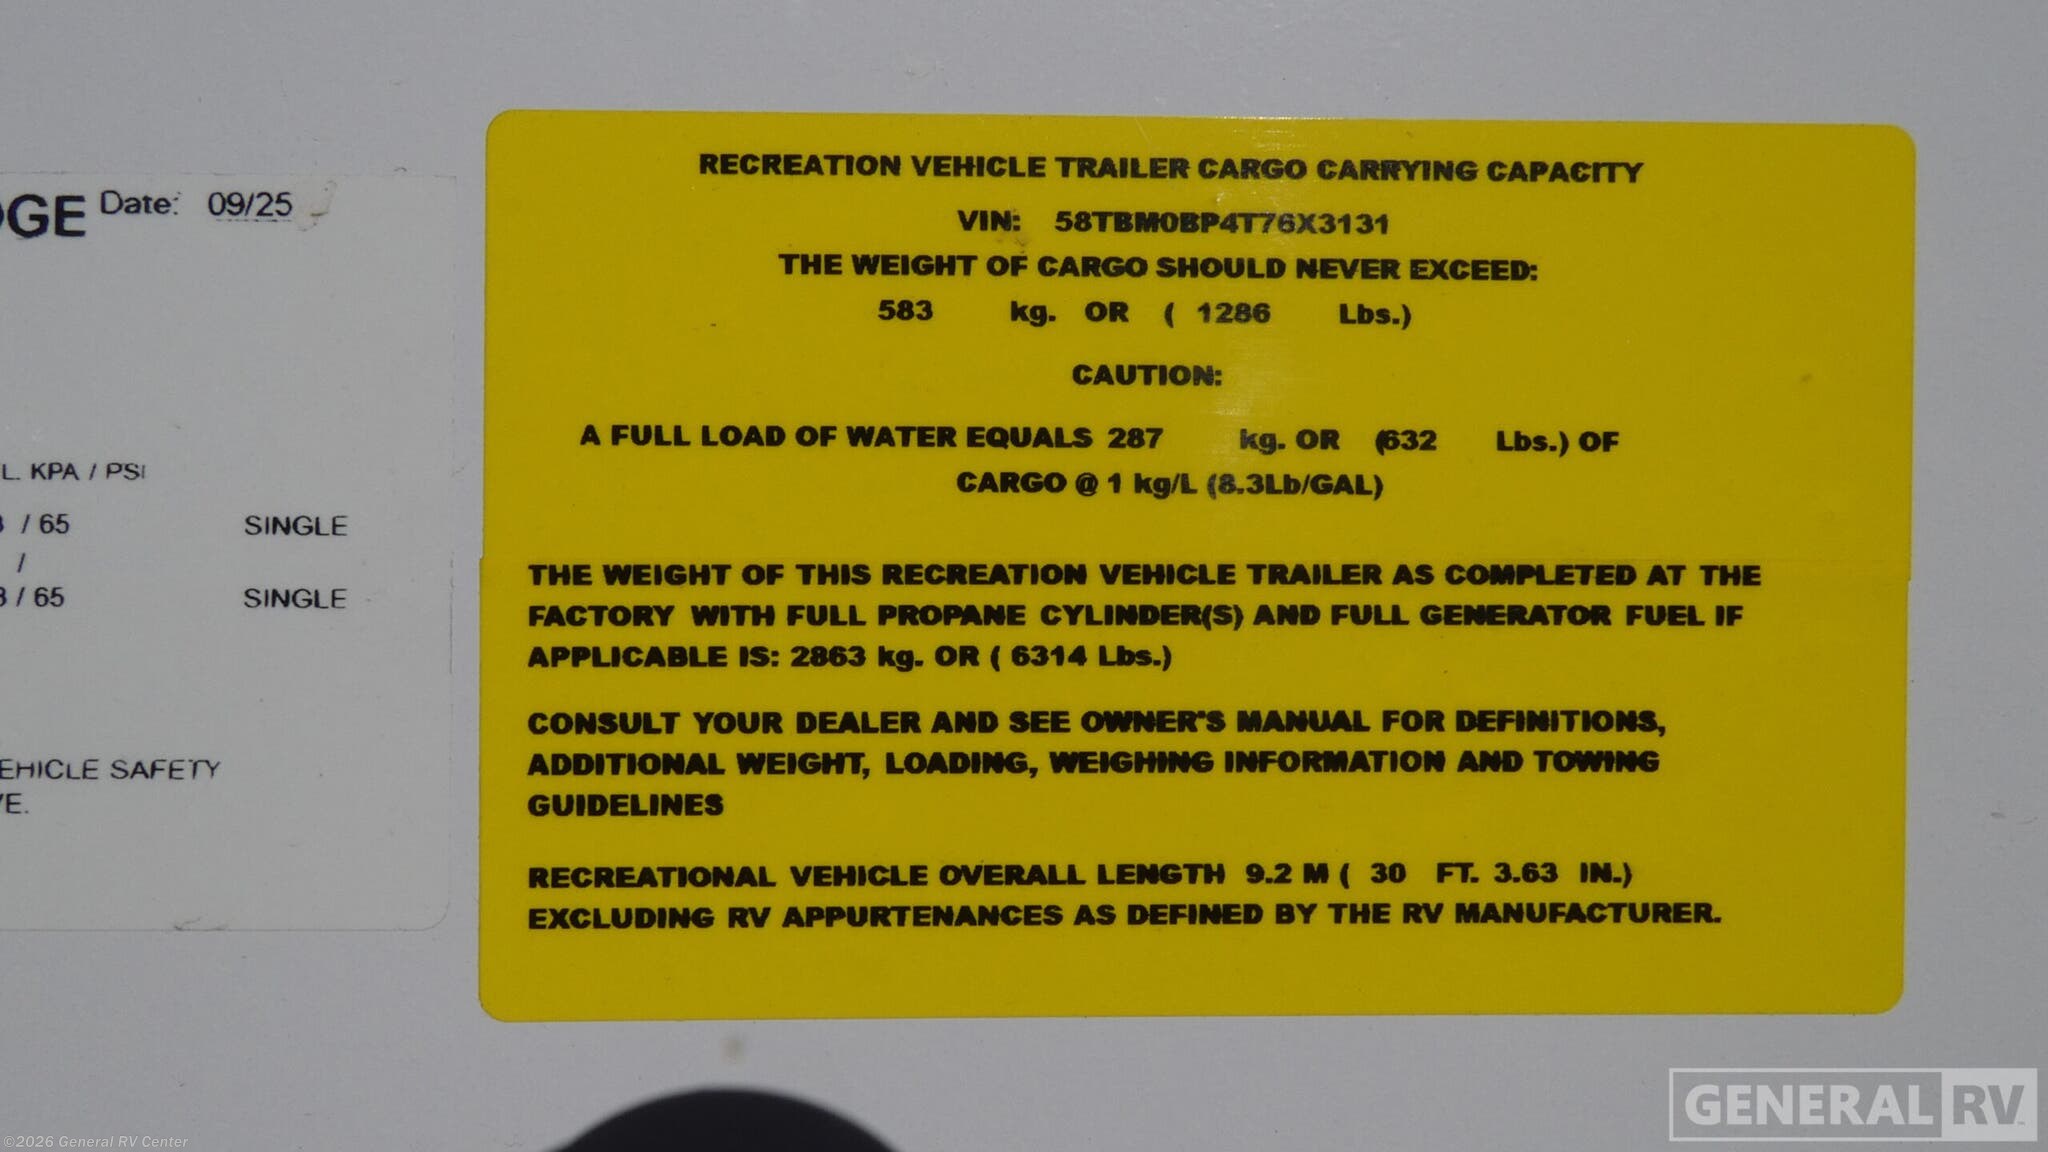 OGE Date: 09/25
L. KPA / PSI
/ 65 SINGLE
/
/ 65 SINGLE
EHICLE SAFETY
VE.
RECREATION VEHICLE TRAILER CARGO CARRYING CAPACITY
VIN: 58TBM0BP4T76X3131
THE WEIGHT OF CARGO SHOULD NEVER EXCEED:
583 kg. OR ( 1286 Lbs.)
CAUTION:
A FULL LOAD OF WATER EQUALS 287 kg. OR (632 Lbs.) OF
CARGO @ 1 kg/L (8.3Lb/GAL)
THE WEIGHT OF THIS RECREATION VEHICLE TRAILER AS COMPLETED AT THE
FACTORY WITH FULL PROPANE CYLINDER(S) AND FULL GENERATOR FUEL IF
APPLICABLE IS: 2863 kg. OR ( 6314 Lbs.)
CONSULT YOUR DEALER AND SEE OWNER'S MANUAL FOR DEFINITIONS,
ADDITIONAL WEIGHT, LOADING, WEIGHING INFORMATION AND TOWING
GUIDELINES
RECREATIONAL VEHICLE OVERALL LENGTH 9.2 M ( 30 FT. 3.63 IN.)
EXCLUDING RV APPURTENANCES AS DEFINED BY THE RV MANUFACTURER.
GENERAL RV
©2026 General RV Center